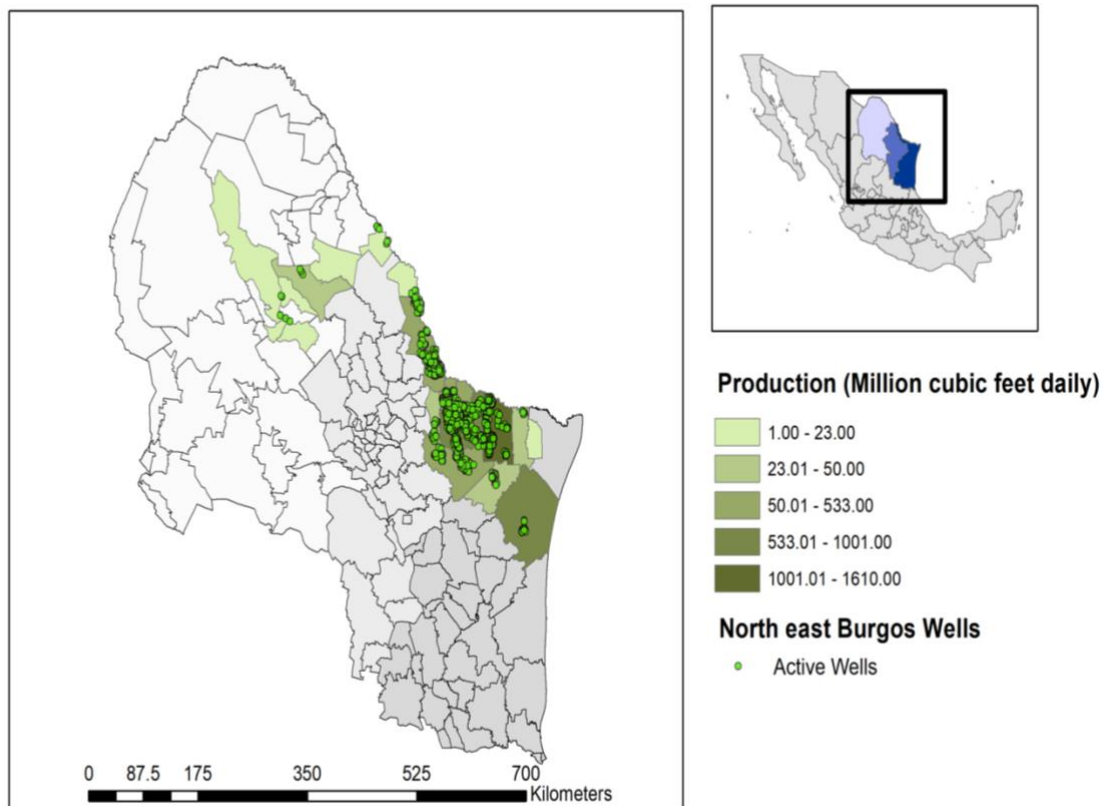 Production (Million cubic feet daily)
1.00 - 23.00
23.01 - 50.00
50.01 - 533.00
533.01 - 1001.00
1001.01 - 1610.00
North east Burgos Wells
Active Wells
0 87.5 175 350 525 700
Kilometers